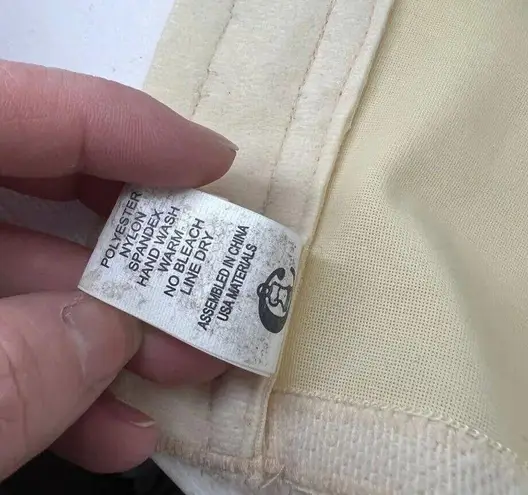 POLYESTER
NYLON
SPANDEX
HAND WASH
WARM
NO BLEACH
LINE DRY
ASSEMBLED IN CHINA
USA MATERIALS